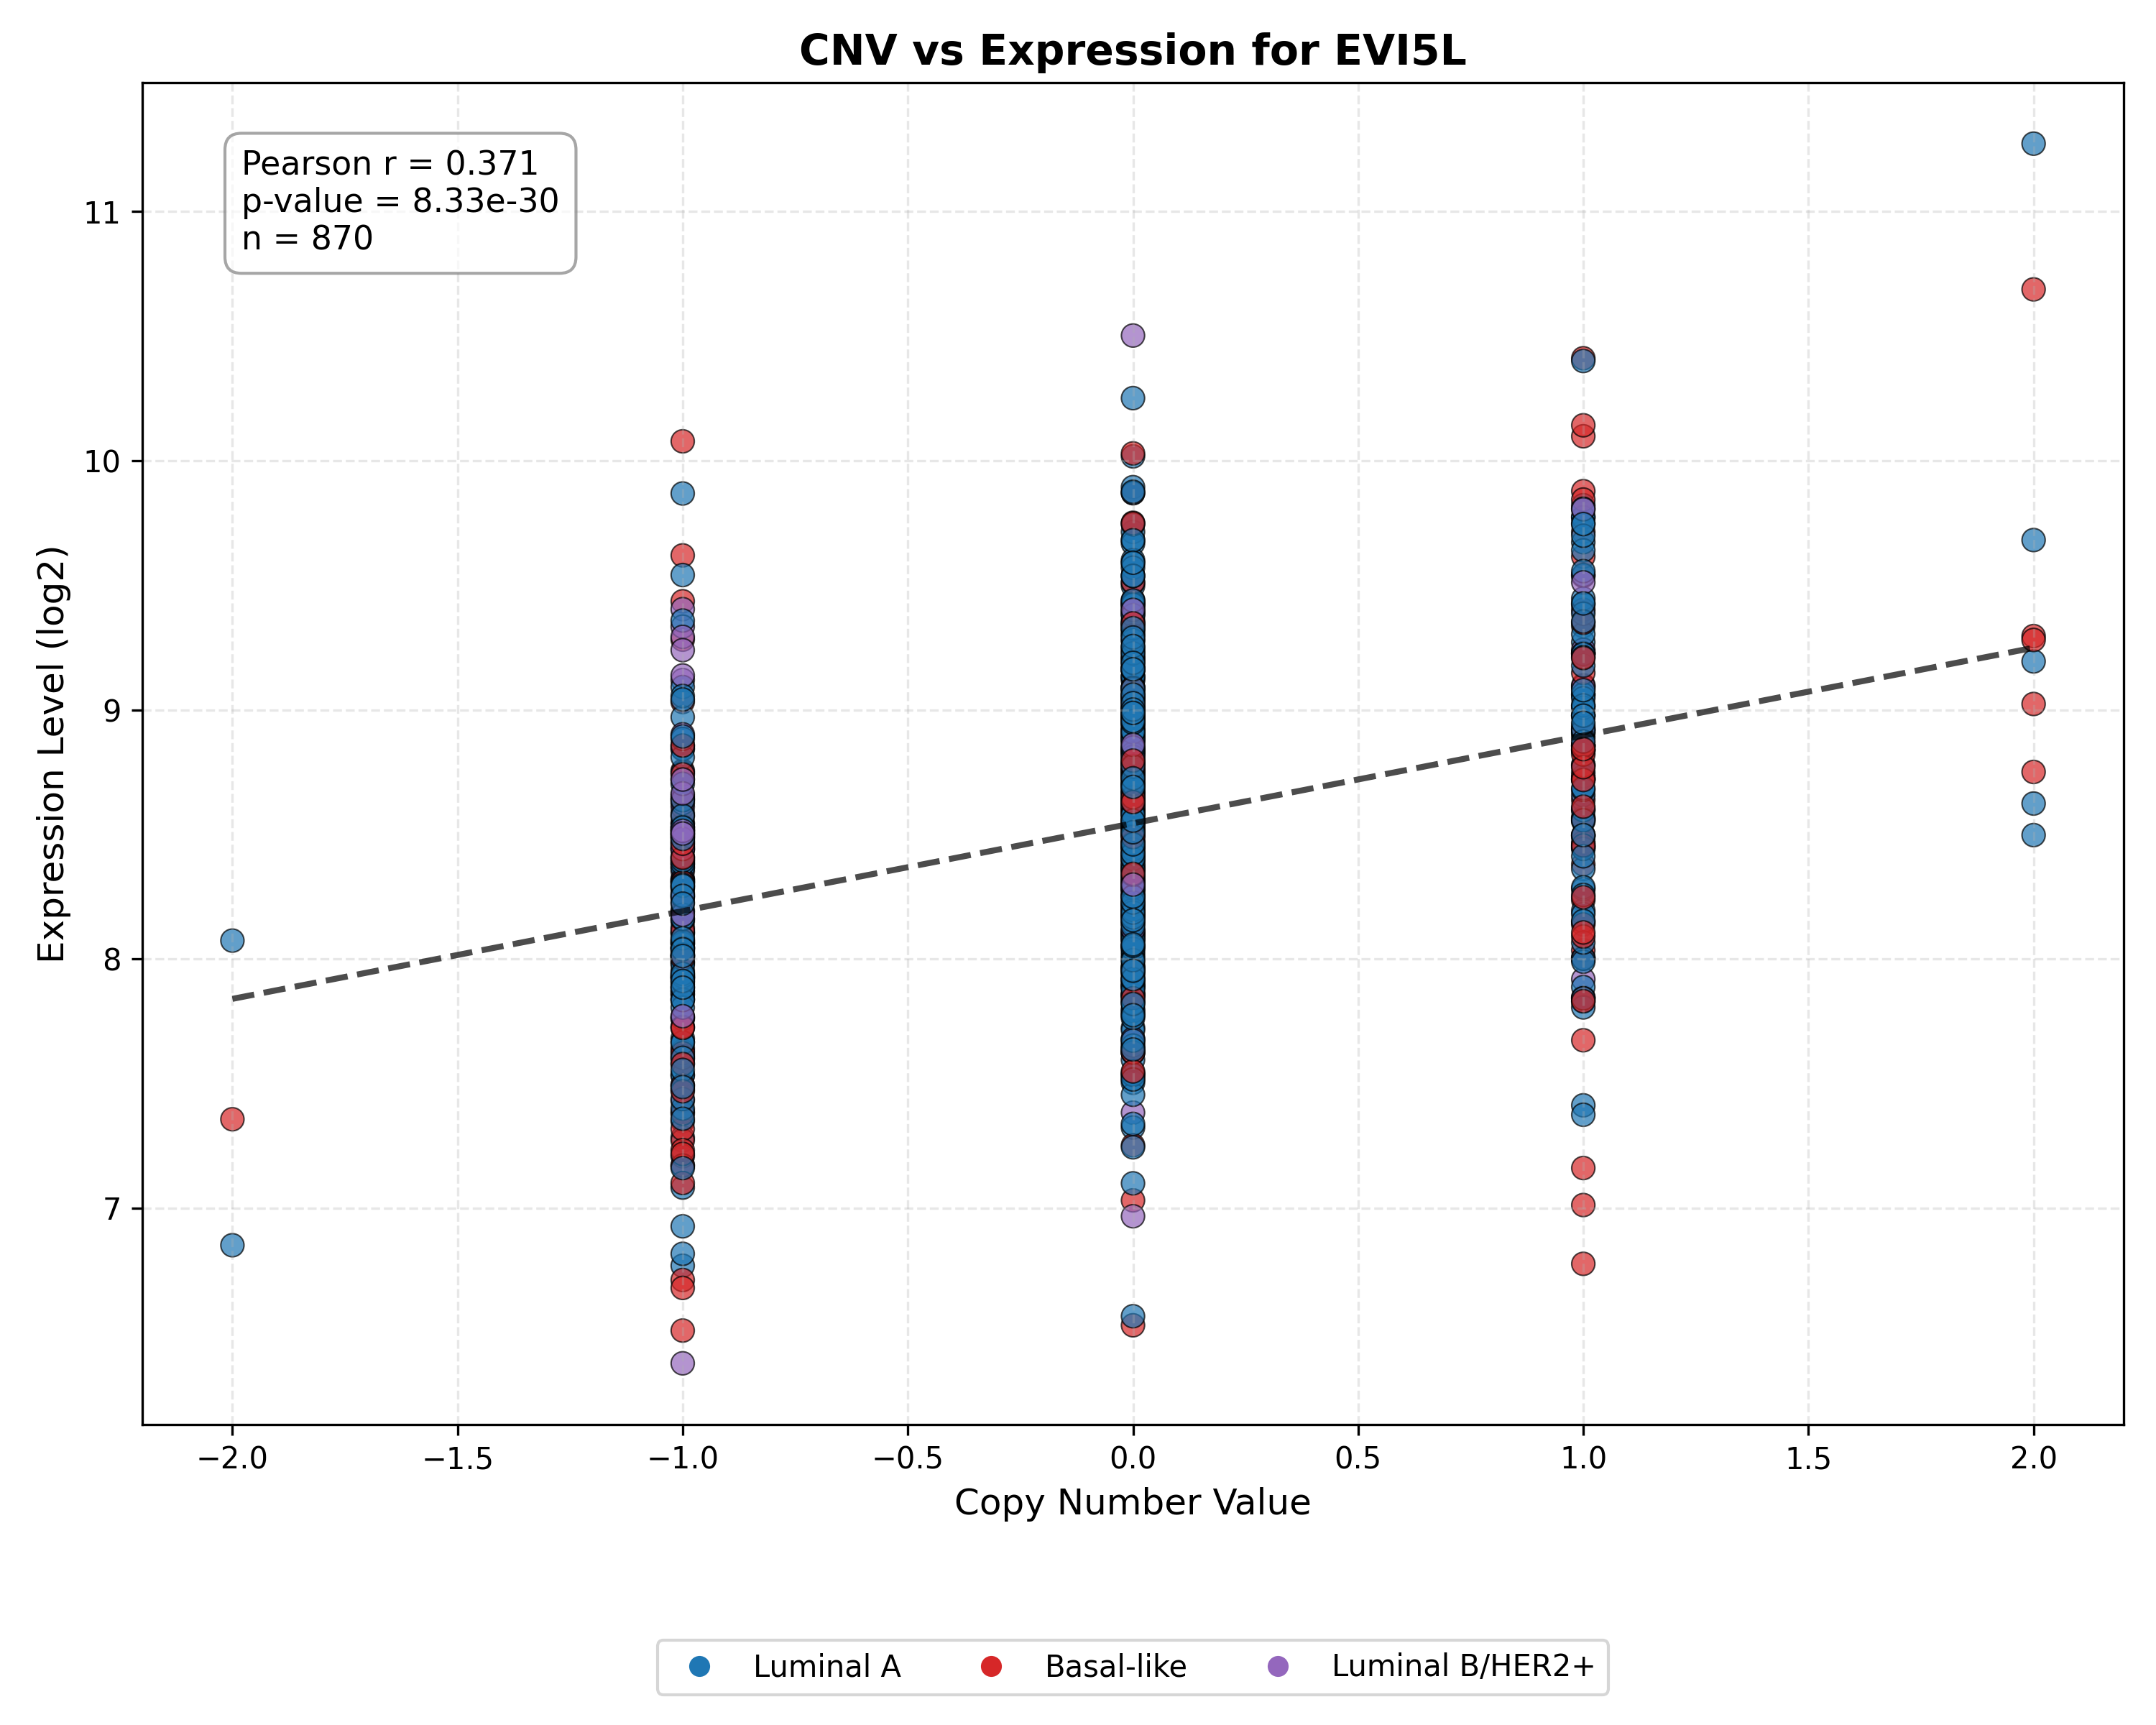 CNV vs Expression for EVI5L
Pearson r = 0.371
p-value = 8.33e-30
n = 870
Expression Level (log2)
11
10
9
8
7
−2.0 −1.5 −1.0 −0.5 0.0 0.5 1.0 1.5 2.0
Copy Number Value
Luminal A Basal-like Luminal B/HER2+